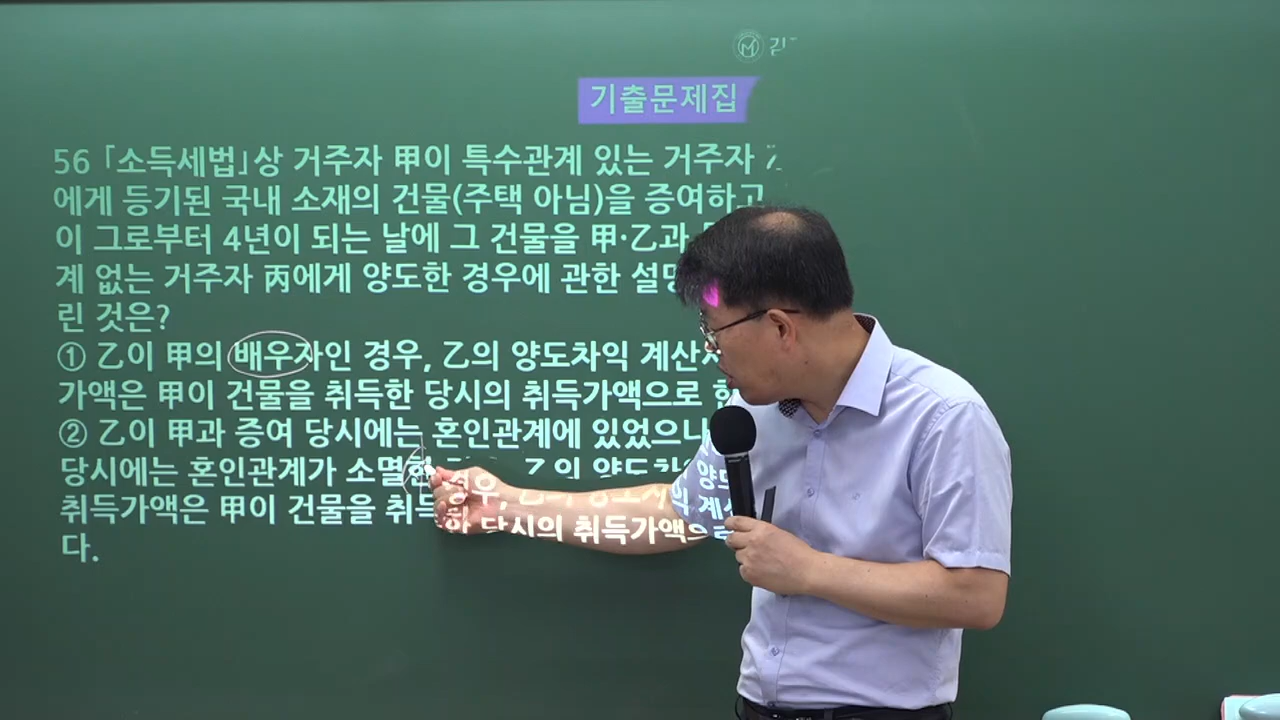 기출문제집
56 「소득세법」상 거주자 甲이 특수관계 있는 거주자
에게 등기된 국내 소재의 건물(주택 아님)을 증여하고
이 그로부터 4년이 되는 날에 그 건물을 甲·乙과
계 없는 거주자 丙에게 양도한 경우에 관한
린 것은?
① 乙이 甲의 배우자인 경우, 乙의 양도차익
가액은 甲이 건물을 취득한 당시의 취득가액으로
② 乙이 甲과 증여 당시에는 혼인관계에 있었으나
당시에는 혼인관계가 소멸한 경우, 乙의 양도차익 계산
취득가액은 甲이 건물을 취득한 당시의 취득가액으로
다.